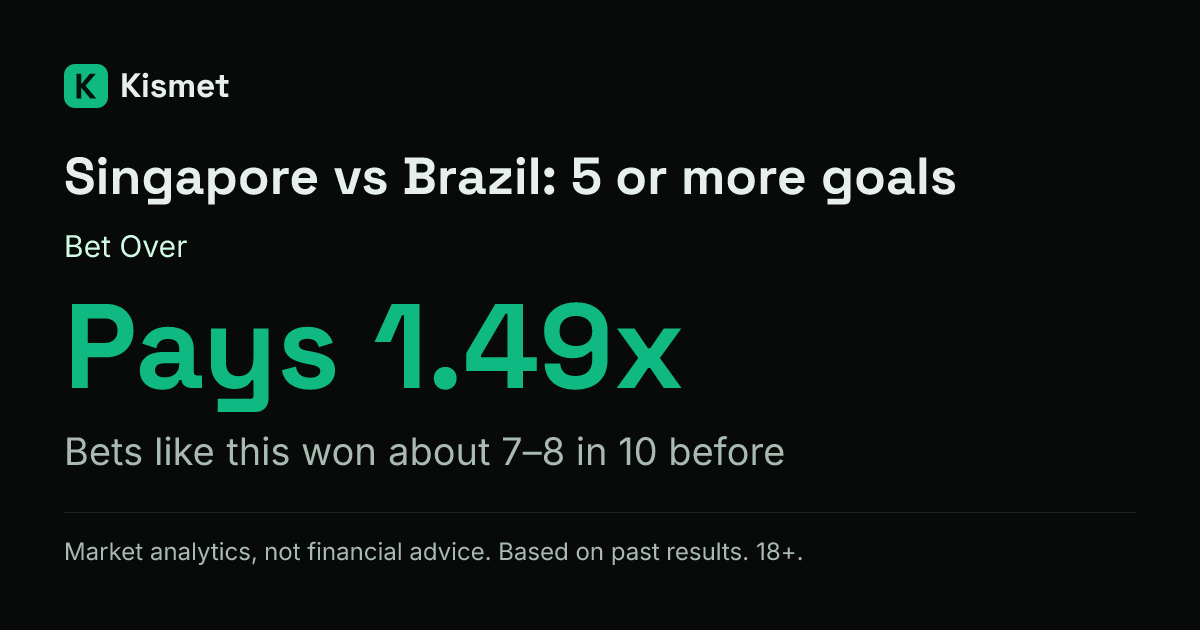 K Kismet
Singapore vs Brazil: 5 or more goals
Bet Over
Pays 1.49x
Bets like this won about 7–8 in 10 before
Market analytics, not financial advice. Based on past results. 18+.